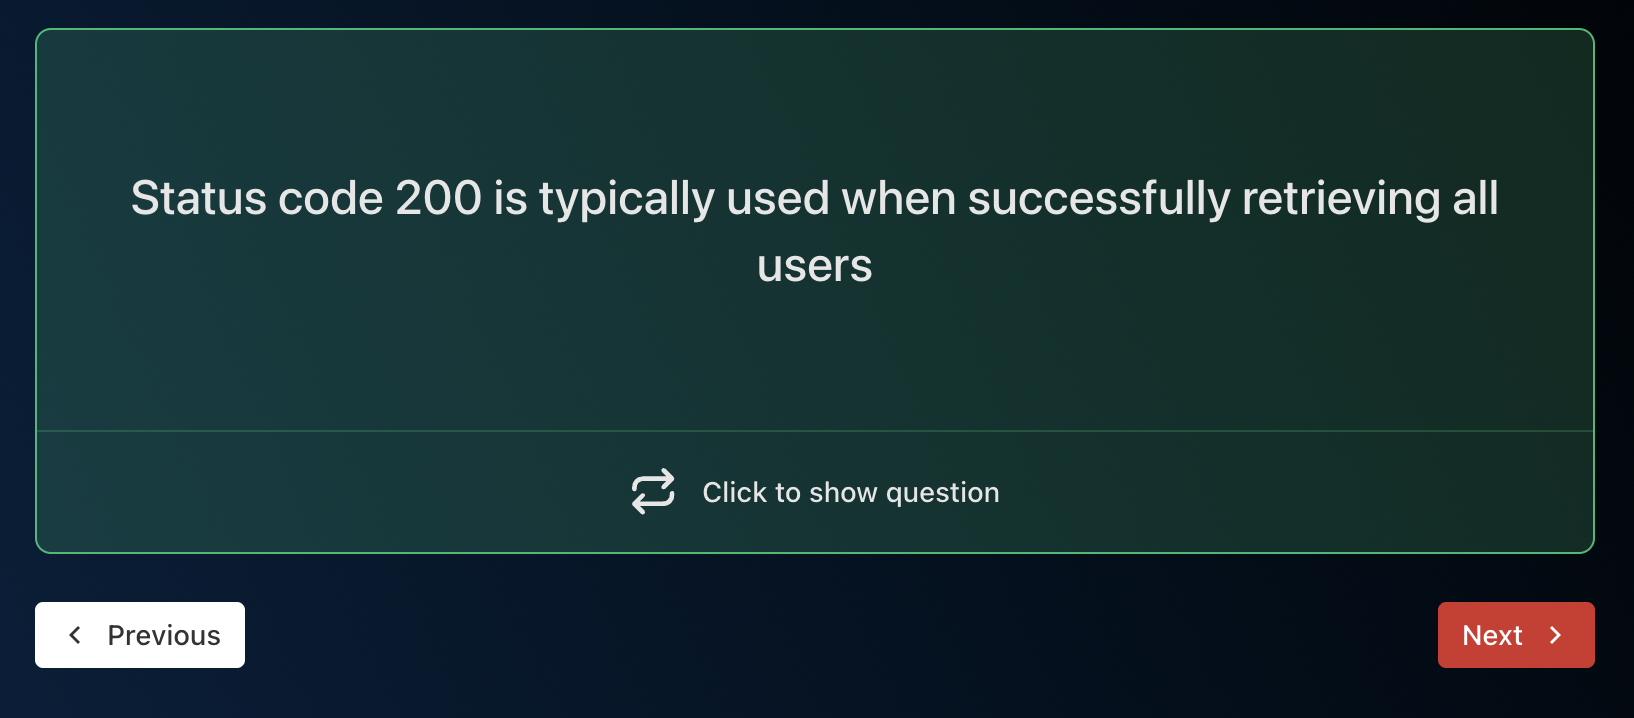 Status code 200 is typically used when successfully retrieving all
users
Click to show question
Previous
Next